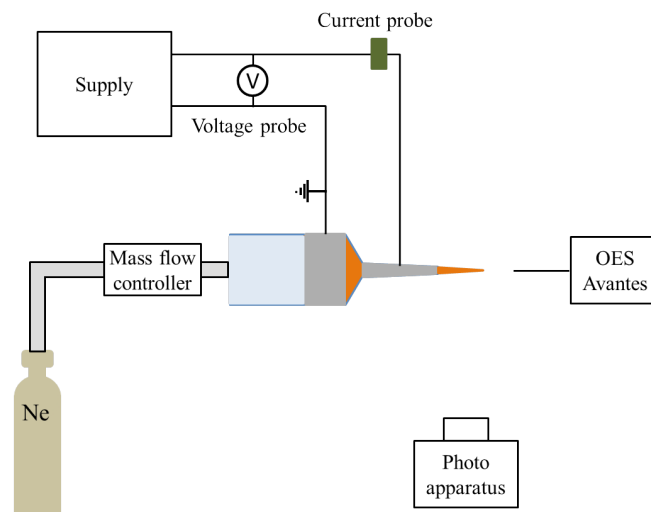 Current probe
Supply
V
Voltage probe
Mass flow
controller
OES
Avantes
Ne
Photo
apparatus